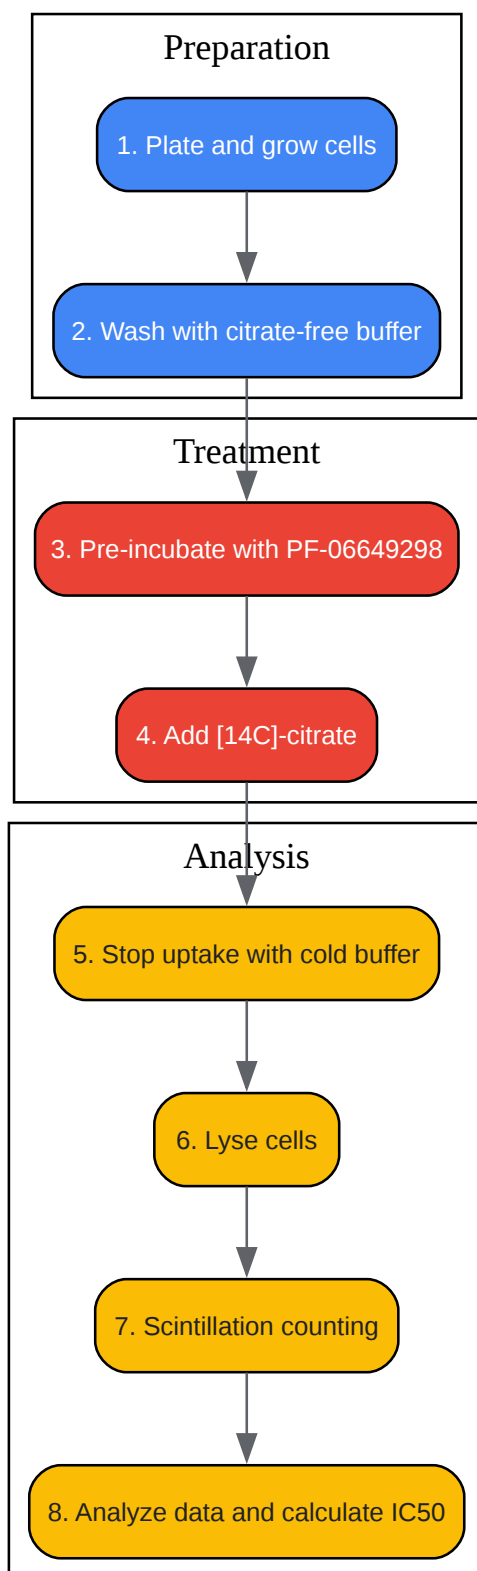 Preparation
1. Plate and grow cells
2. Wash with citrate-free buffer
Treatment
3. Pre-incubate with PF-06649298
4. Add [14C]-citrate
Analysis
5. Stop uptake with cold buffer
6. Lyse cells
7. Scintillation counting
8. Analyze data and calculate IC50